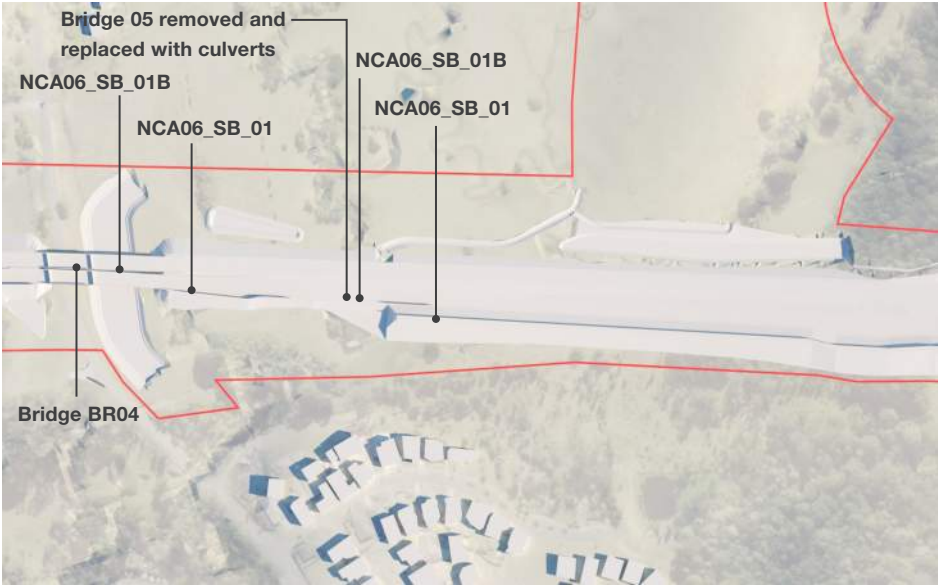 Bridge 05 removed and
replaced with culverts
NCA06_SB_01B
NCA06_SB_01B
NCA06_SB_01
NCA06_SB_01
Bridge BR04